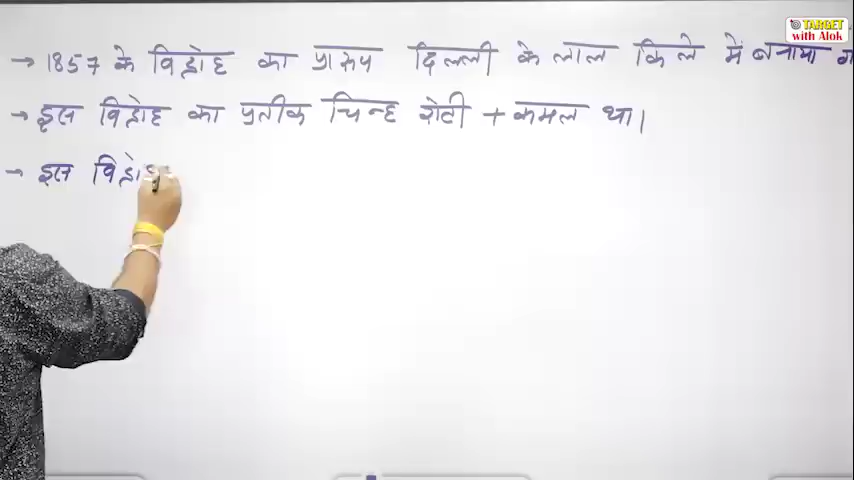 TARGET
with Alok
→ 1857 के विद्रोह का प्रारूप दिल्ली के लाल किले में बनाया ग
→ इस विद्रोह का प्रतीक चिन्ह रोटी + कमल था।
→ इस विद्रोह